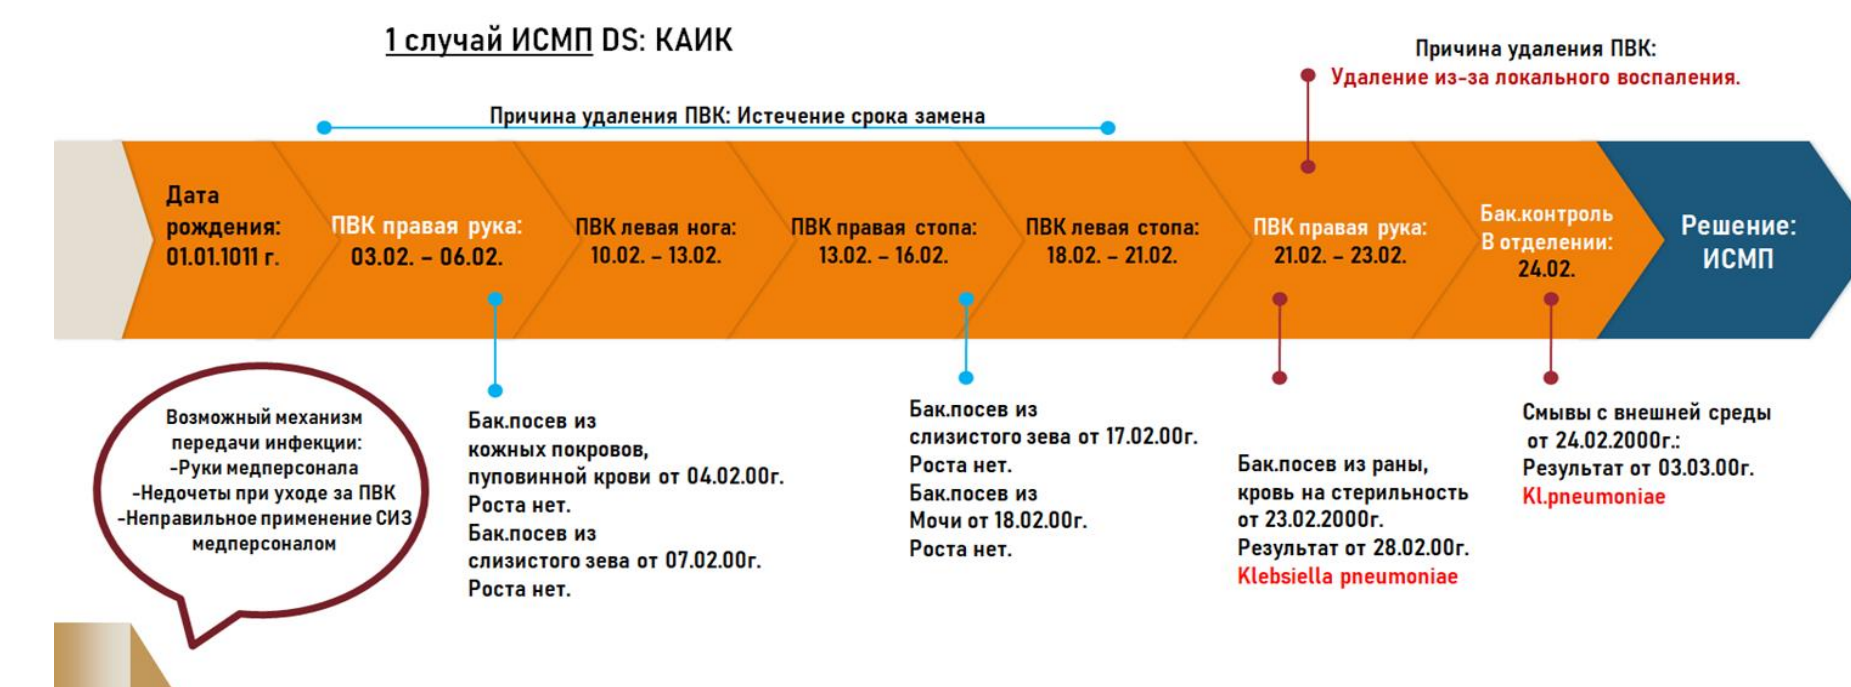 1 случай ИСМП DS: КАИК
Причина удаления ПВК:
Удаление из-за локального воспаления.
Причина удаления ПВК: Истечение срока замена
Дата
рождения:
01.01.1011 г.
ПВК правая рука:
03.02. – 06.02.
ПВК левая нога:
10.02. – 13.02.
ПВК правая стопа:
13.02. – 16.02.
ПВК левая стопа:
18.02. – 21.02.
ПВК правая рука:
21.02. – 23.02.
Бак.контроль
В отделении:
24.02.
Решение:
ИСМП
Возможный механизм
передачи инфекции:
-Руки медперсонала
-Недочеты при уходе за ПВК
-Неправильное применение СИЗ
медперсоналом
Бак.посев из
кожных покровов,
пуповинной крови от 04.02.00г.
Роста нет.
Бак.посев из
слизистого зева от 07.02.00г.
Роста нет.
Бак.посев из
слизистого зева от 17.02.00г.
Роста нет.
Бак.посев из
Мочи от 18.02.00г.
Роста нет.
Бак.посев из раны,
кровь на стерильность
от 23.02.2000г.
Результат от 28.02.00г.
Klebsiella pneumoniae
Смывы с внешней среды
от 24.02.2000г.:
Результат от 03.03.00г.
Kl.pneumoniae